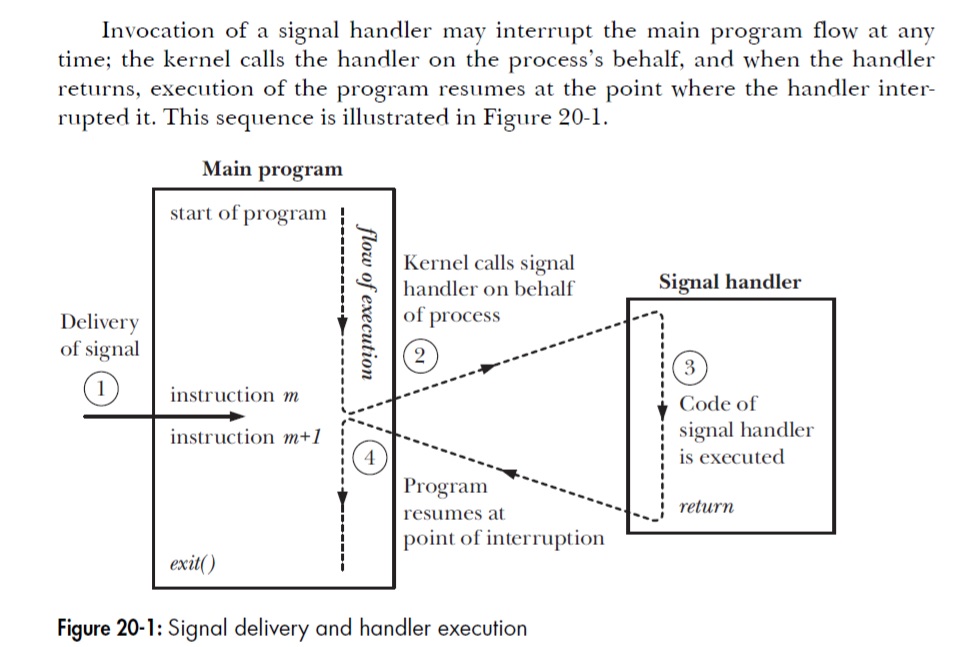 Invocation of a signal handler may interrupt the main program flow at any
time; the kernel calls the handler on the process’s behalf, and when the handler
returns, execution of the program resumes at the point where the handler inter-
rupted it. This sequence is illustrated in Figure 20-1.
Main program
start of program
flow of execution
Kernel calls signal
handler on behalf
of process
2
Signal handler
Delivery
of signal
1
instruction m
instruction m+1
3
Code of
signal handler
is executed
return
4
Program
resumes at
point of interruption
exit()
Figure 20-1: Signal delivery and handler execution